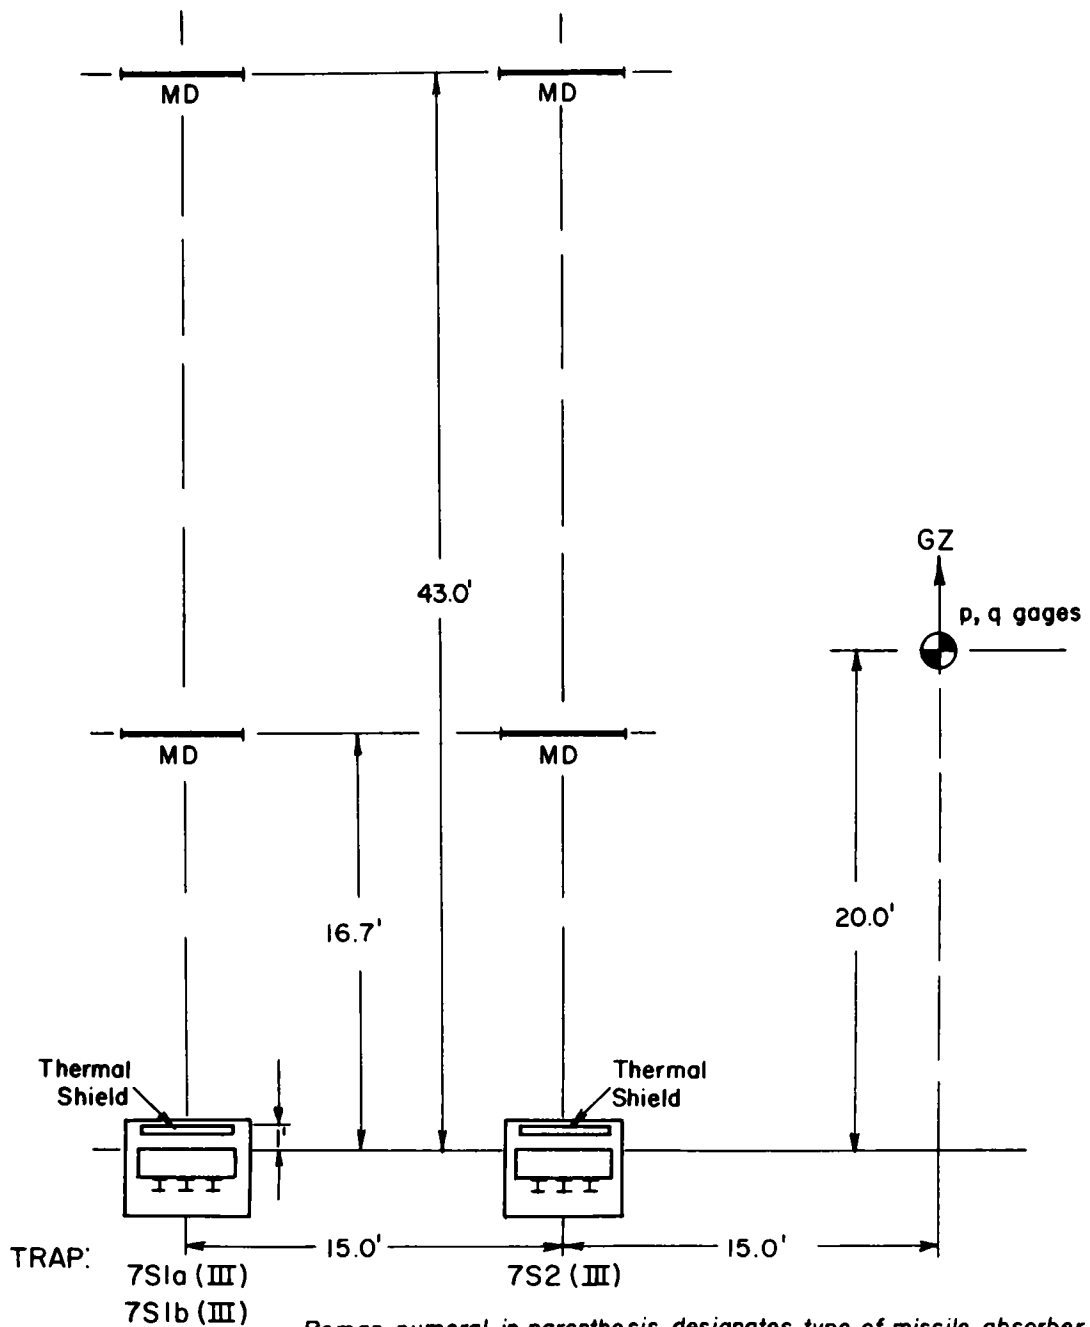 MD
MD
GZ
p, q gages
43.0'
MD
MD
16.7'
20.0'
Thermal
Shield
Thermal
Shield
1'
15.0'
15.0'
TRAP:
7S1a (III)
7S2 (III)
7S1b (III)
Roman numeral in parenthesis designates type of missile absorber